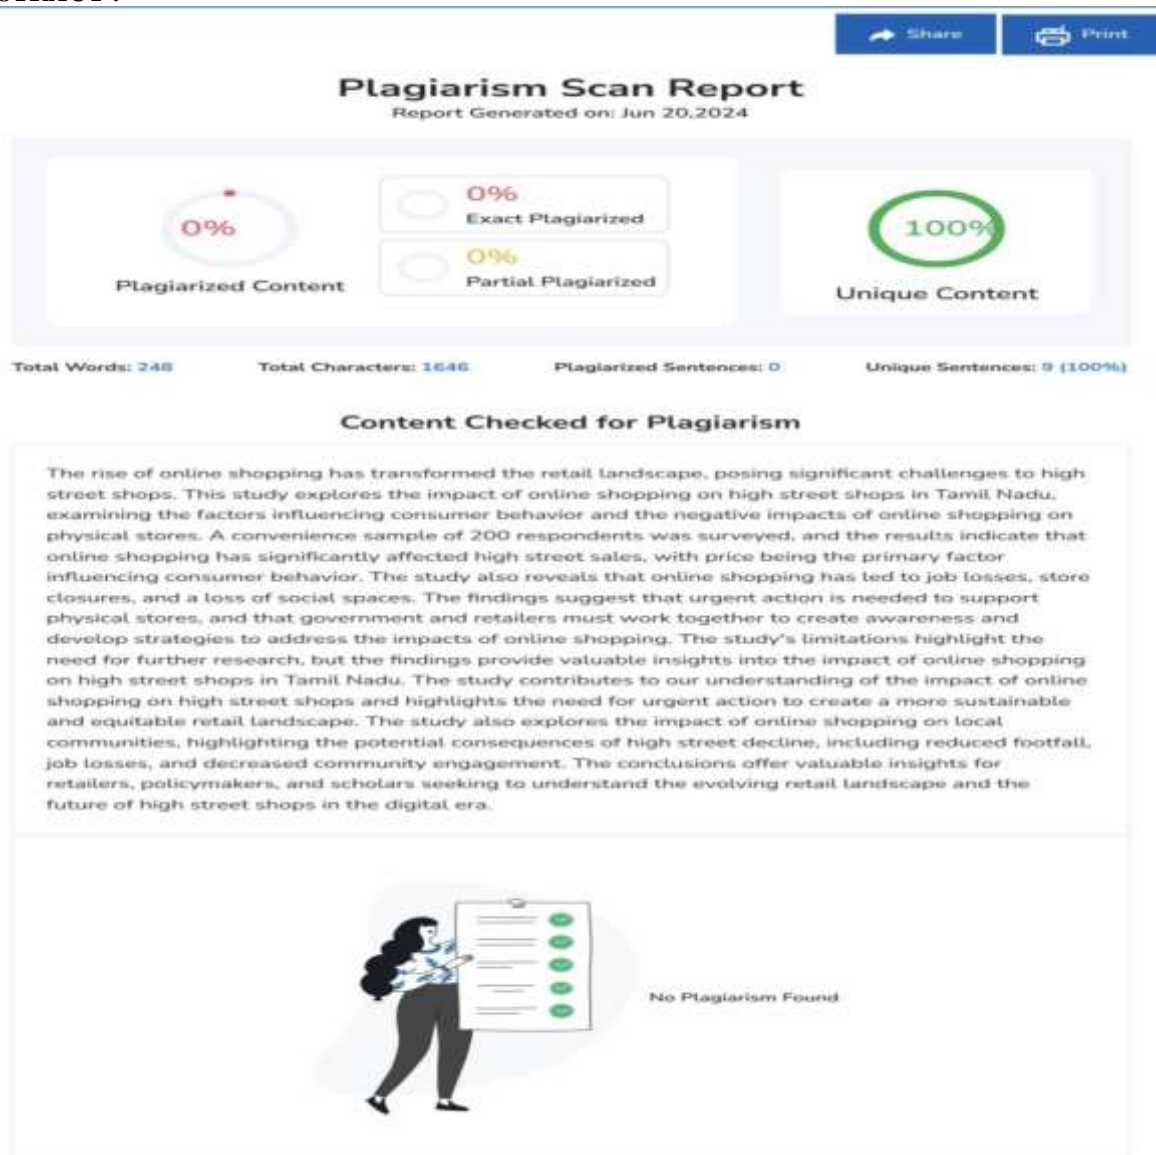 Share Print
Plagiarism Scan Report
Report Generated on: Jun 20,2024
0%
Plagiarized Content
0%
Exact Plagiarized
0%
Partial Plagiarized
100%
Unique Content
Total Words: 248 Total Characters: 1646 Plagiarized Sentences: 0 Unique Sentences: 9 (100%)
Content Checked for Plagiarism
The rise of online shopping has transformed the retail landscape, posing significant challenges to high
street shops. This study explores the impact of online shopping on high street shops in Tamil Nadu,
examining the factors influencing consumer behavior and the negative impacts of online shopping on
physical stores. A convenience sample of 200 respondents was surveyed, and the results indicate that
online shopping has significantly affected high street sales, with price being the primary factor
influencing consumer behavior. The study also reveals that online shopping has led to job losses, store
closures, and a loss of social spaces. The findings suggest that urgent action is needed to support
physical stores, and that government and retailers must work together to create awareness and
develop strategies to address the impacts of online shopping. The study's limitations highlight the
need for further research, but the findings provide valuable insights into the impact of online shopping
on high street shops in Tamil Nadu. The study contributes to our understanding of the impact of online
shopping on high street shops and highlights the need for urgent action to create a more sustainable
and equitable retail landscape. The study also explores the impact of online shopping on local
communities, highlighting the potential consequences of high street decline, including reduced footfall,
job losses, and decreased community engagement. The conclusions offer valuable insights for
retailers, policymakers, and scholars seeking to understand the evolving retail landscape and the
future of high street shops in the digital era.
No Plagiarism Found